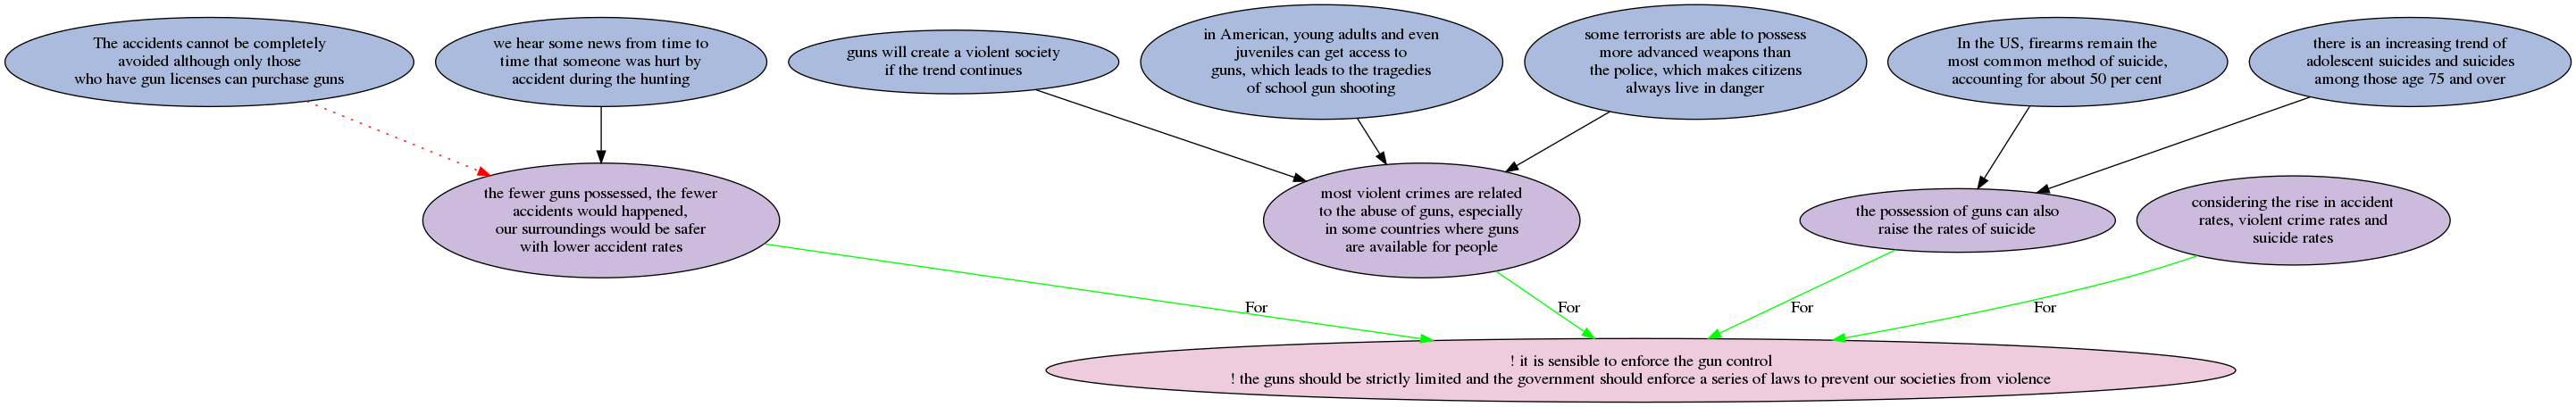 The accidents cannot be completely
avoided although only those
who have gun licenses can purchase guns
we hear some news from time to
time that someone was hurt by
accident during the hunting
guns will create a violent society
if the trend continues
in American, young adults and even
juveniles can get access to
guns, which leads to the tragedies
of school gun shooting
some terrorists are able to possess
more advanced weapons than
the police, which makes citizens
always live in danger
In the US, firearms remain the
most common method of suicide,
accounting for about 50 per cent
there is an increasing trend of
adolescent suicides and suicides
among those age 75 and over
the fewer guns possessed, the fewer
accidents would happened,
our surroundings would be safer
with lower accident rates
most violent crimes are related
to the abuse of guns, especially
in some countries where guns
are available for people
the possession of guns can also
raise the rates of suicide
considering the rise in accident
rates, violent crime rates and
suicide rates
For
For
For
For
! it is sensible to enforce the gun control
! the guns should be strictly limited and the government should enforce a series of laws to prevent our societies from violence